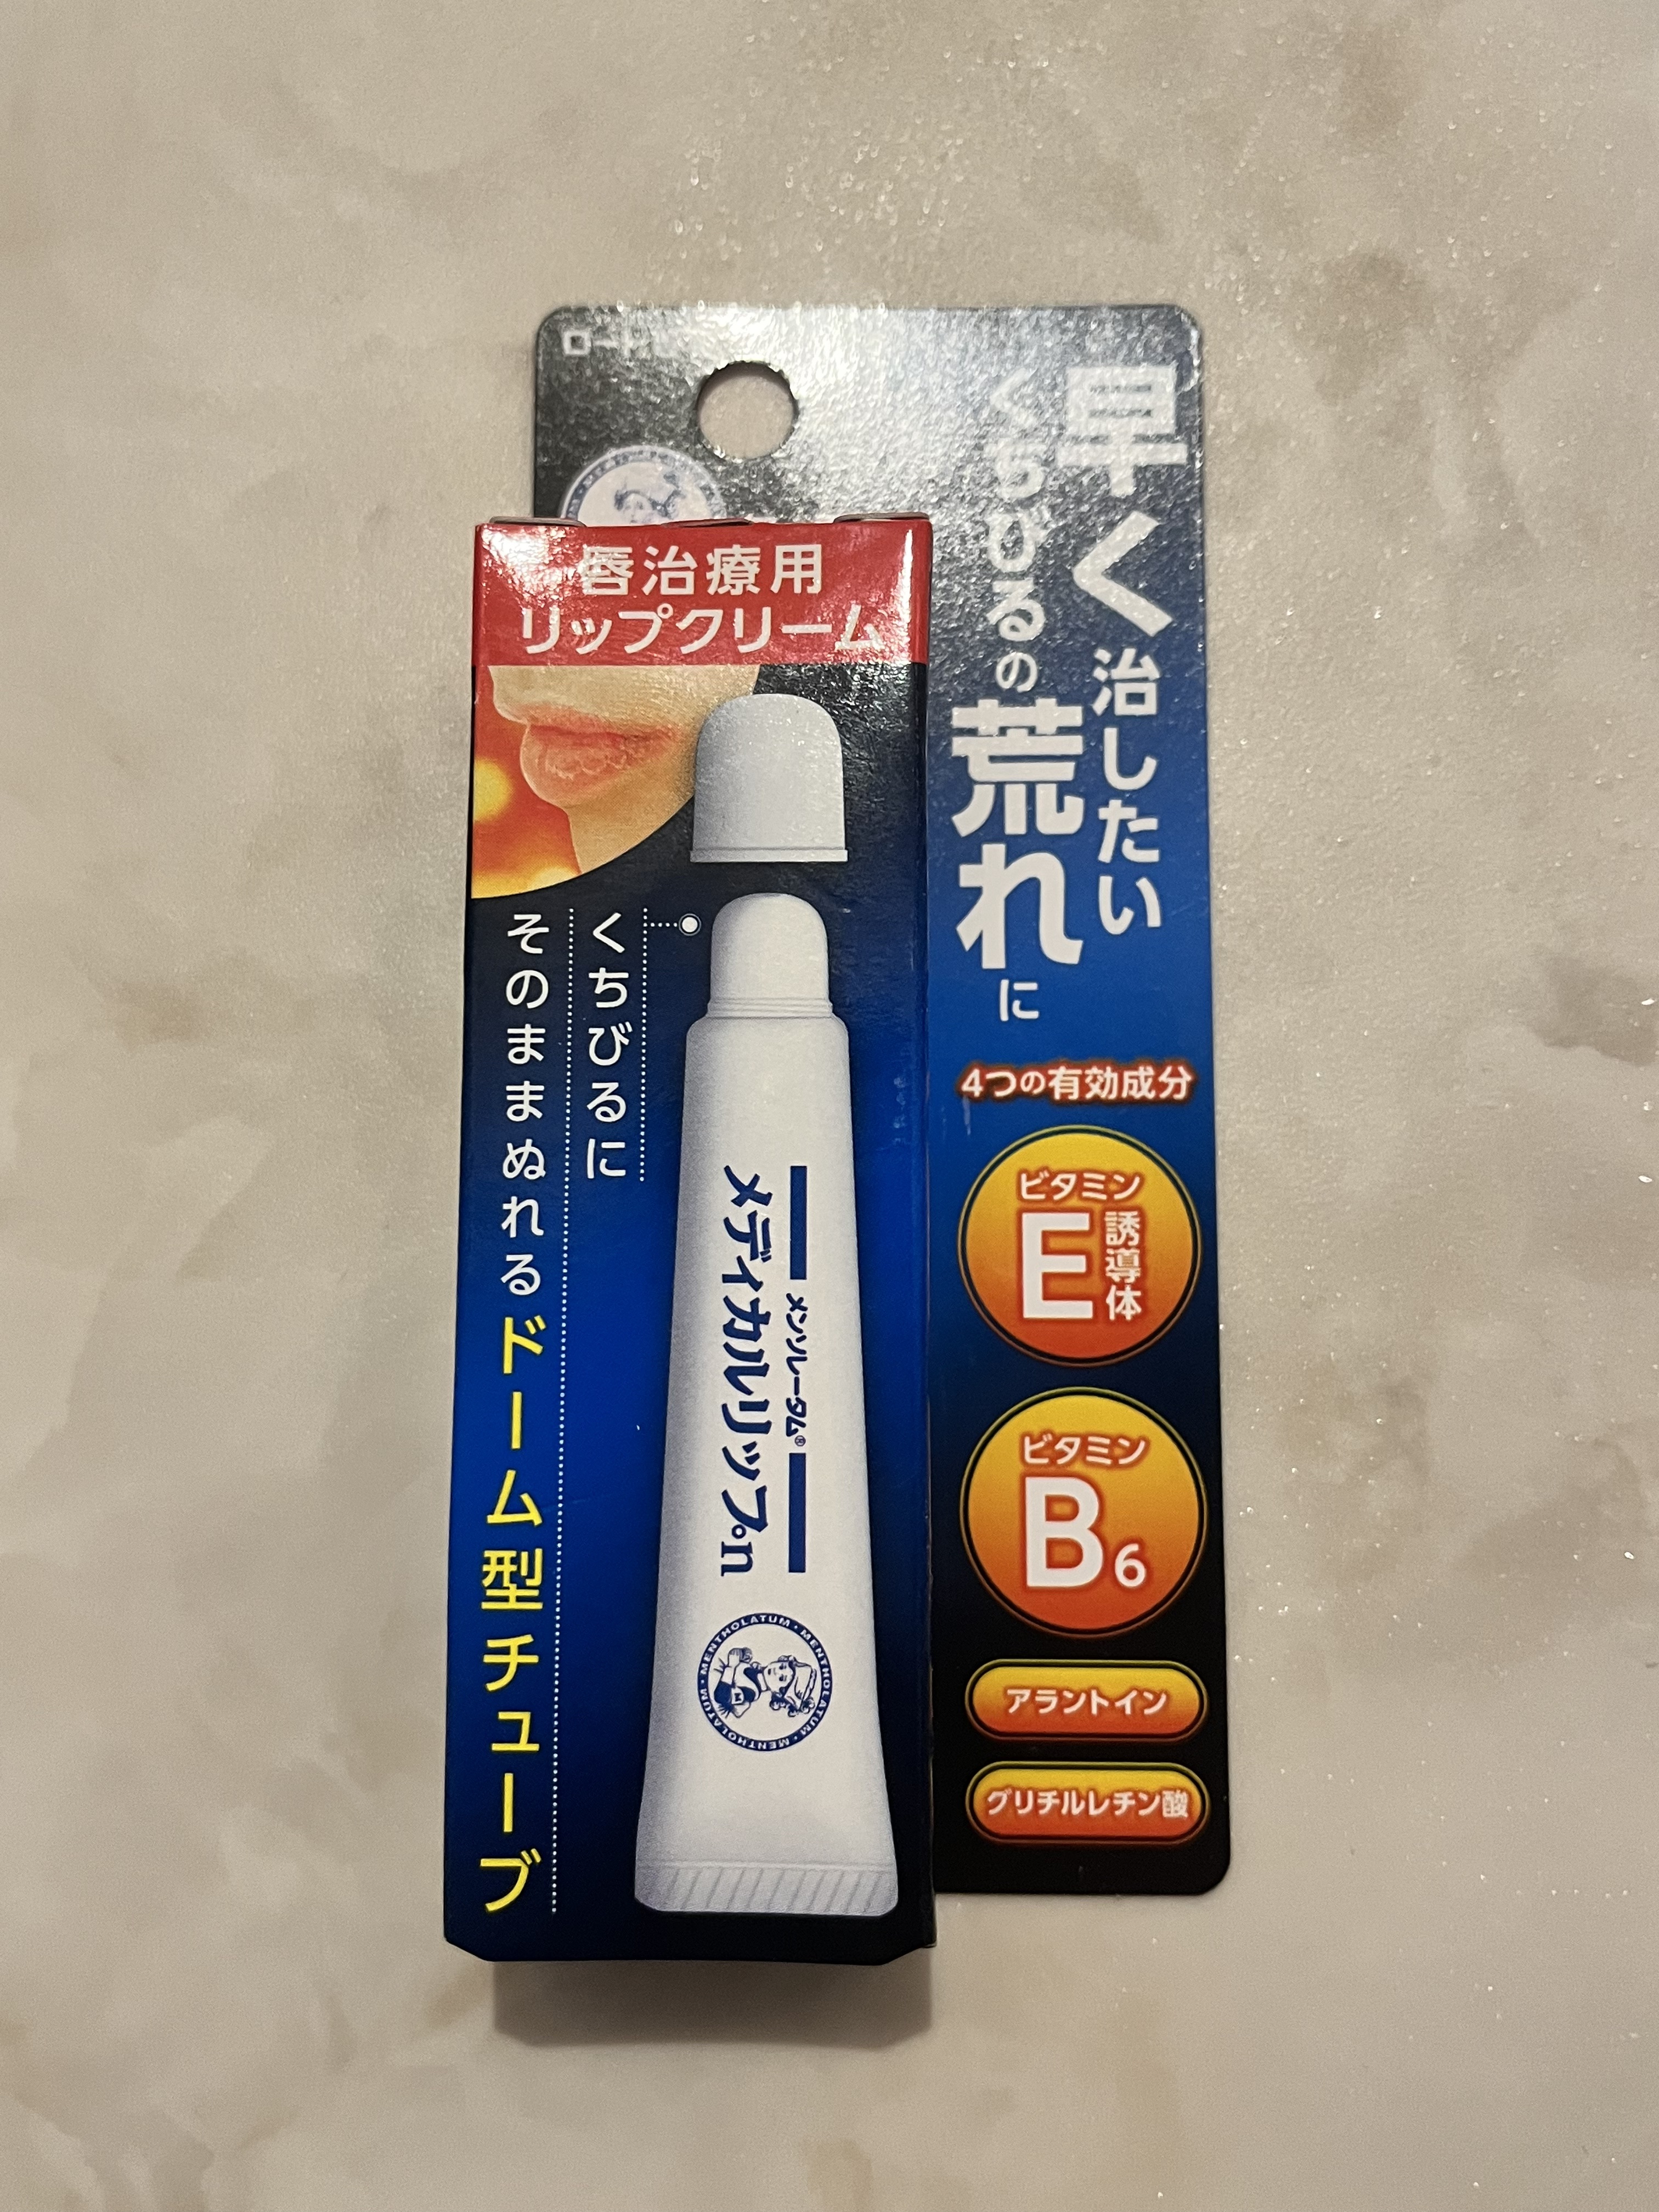 唇治療用
リップクリーム
くちびるに
そのままぬれるドーム型チューブ
メンソレータム®
メディカルリップn
MENTHOLATUM • MENTHOLATUM • MENTHOLATUM
早く治したい
くちびるの荒れに
4つの有効成分
ビタミン
E誘導体
ビタミン
B6
アラントイン
グリチルレチン酸